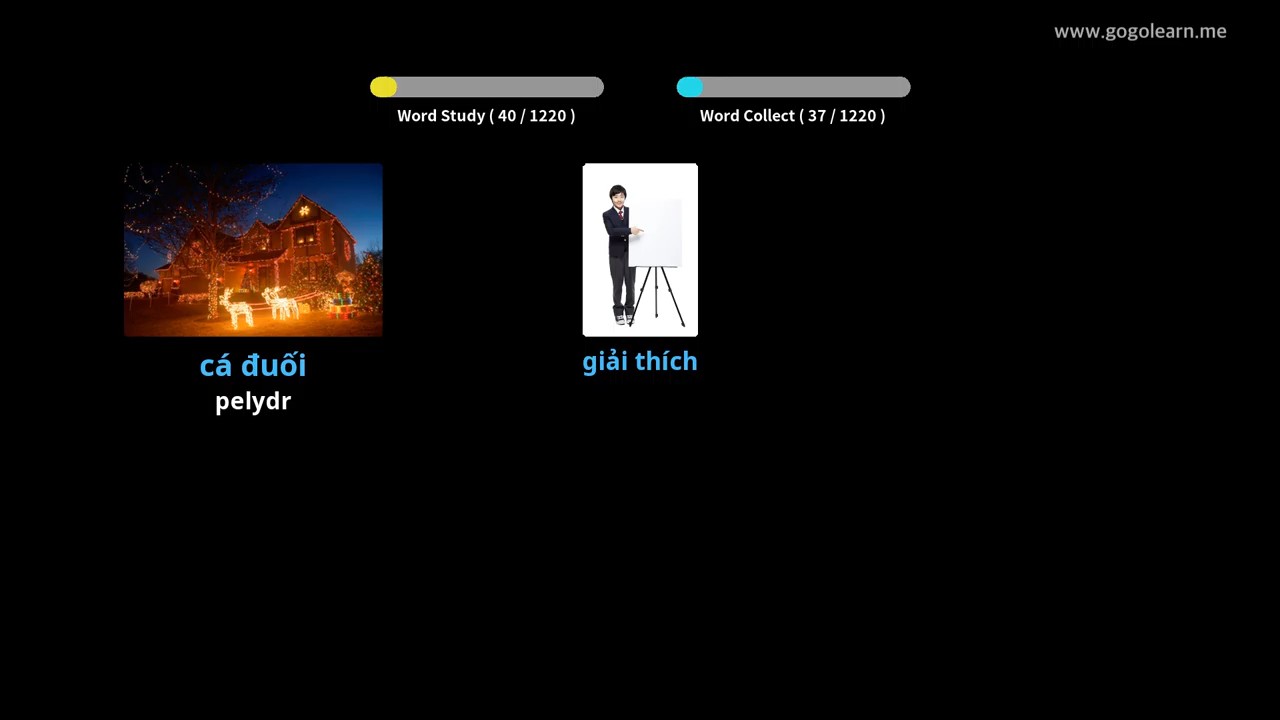 www.gogolearn.me
Word Study ( 40 / 1220 )
Word Collect ( 37 / 1220 )
cá đuối
pelydr
giải thích